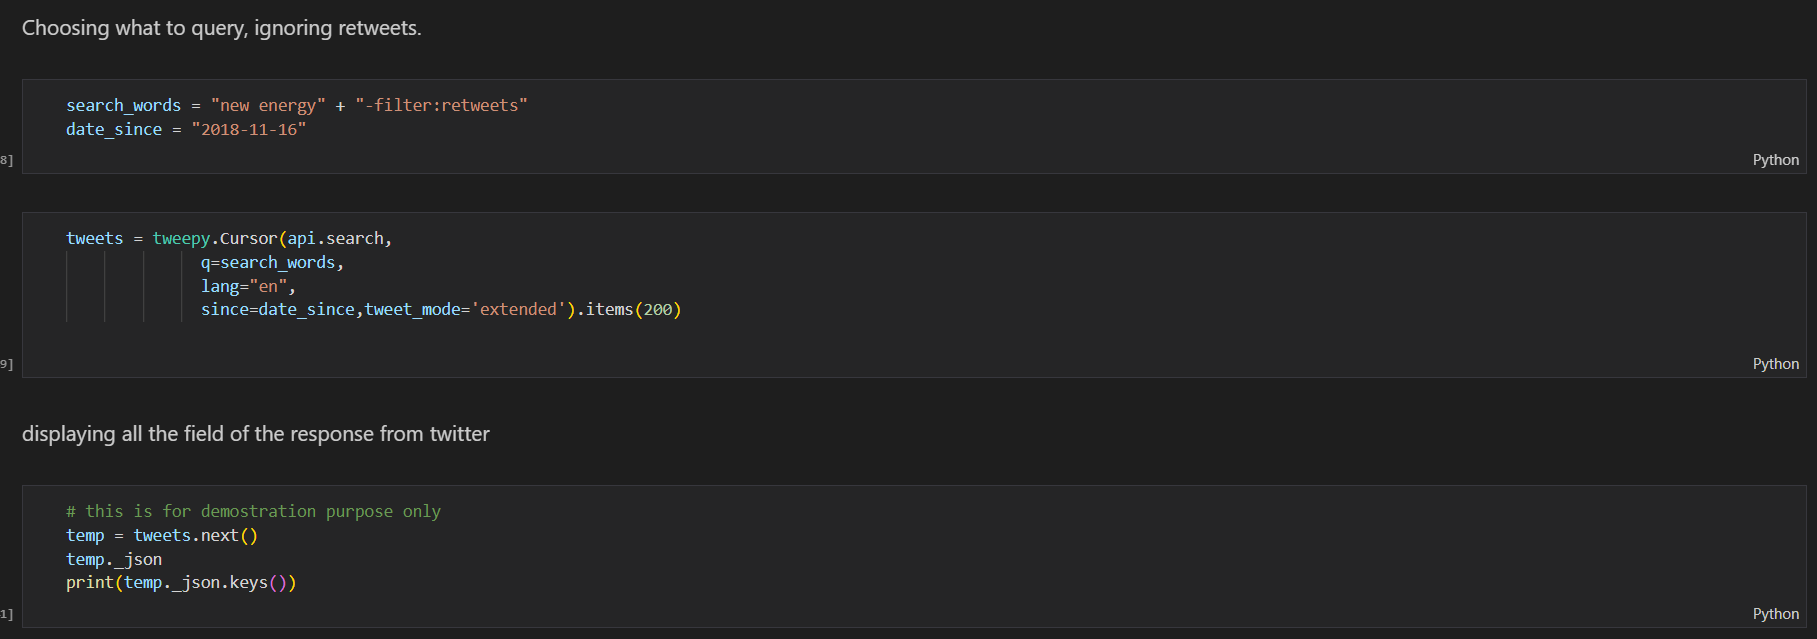 Choosing what to query, ignoring retweets.
search_words = "new energy" + "-filter:retweets"
date_since = "2018-11-16"
8]
Python
tweets = tweepy.Cursor(api.search,
q=search_words,
lang="en",
since=date_since,tweet_mode='extended').items(200)
9]
Python
displaying all the field of the response from twitter
# this is for demostration purpose only
temp = tweets.next()
temp._json
print(temp._json.keys())
1]
Python